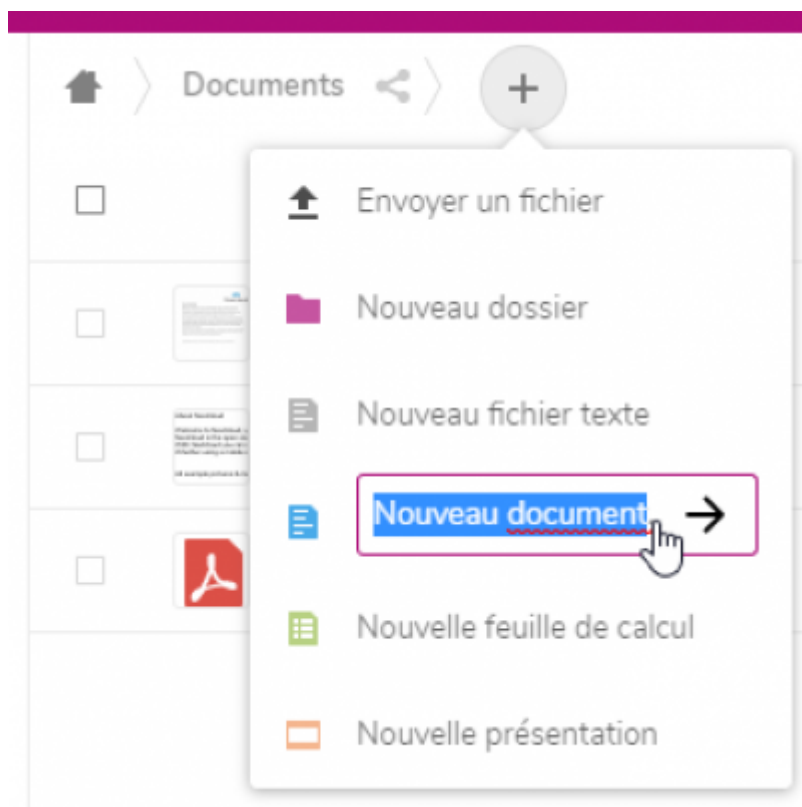 Documents
Envoyer un fichier
Nouveau dossier
Nouveau fichier texte
Nouveau document
Nouvelle feuille de calcul
Nouvelle présentation